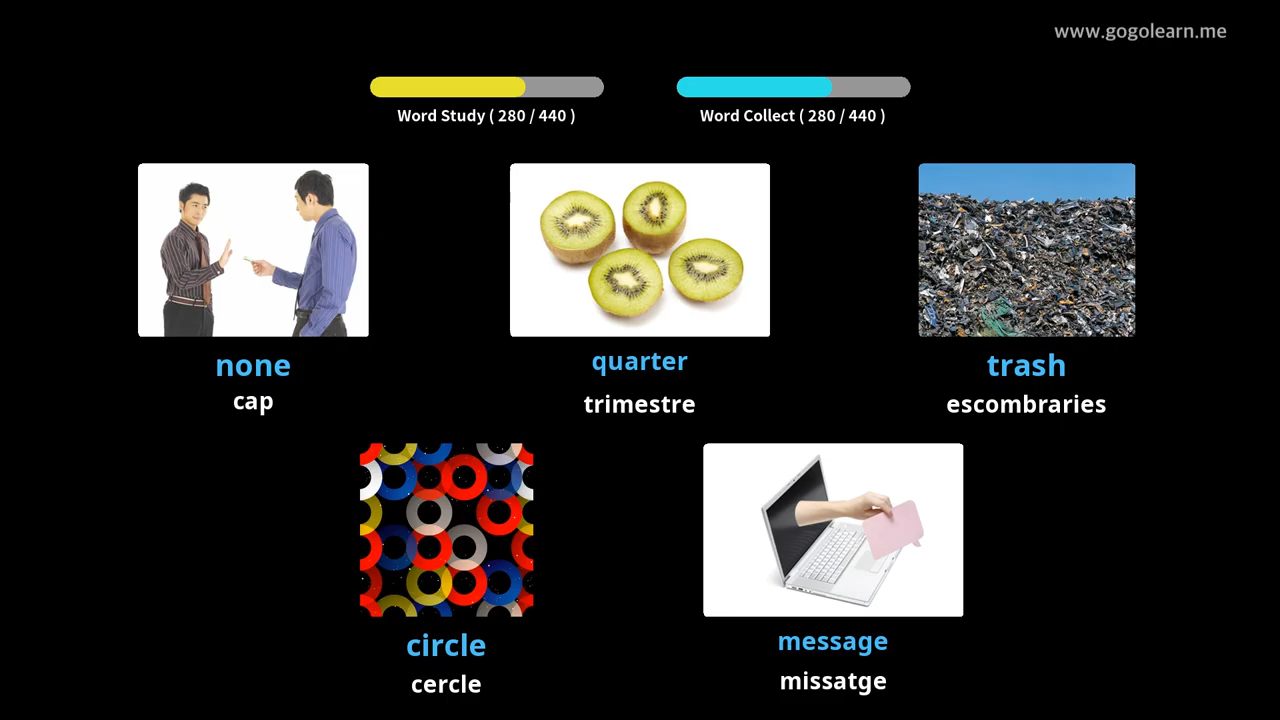 www.gogolearn.me
Word Study ( 280 / 440 )
Word Collect ( 280 / 440 )
none
cap
quarter
trimestre
trash
escombraries
circle
cercle
message
missatge